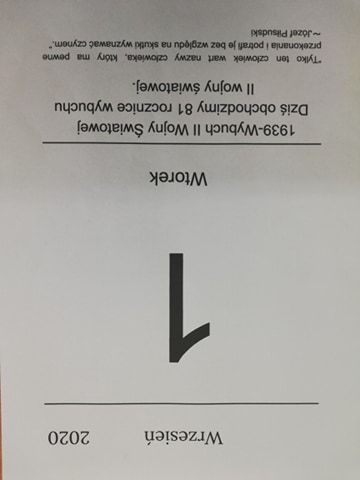 Wrzesień 2020
1
Wtorek
1939-Wybuch II Wojny Światowej
Dziś obchodzimy 81 rocznice wybuchu
II wojny światowej.
"Tylko ten człowiek wart nazwy człowieka, który ma pewne
przekonania i potrafi je bez względu na skutki wyznawać czynem."
~Józef Piłsudski